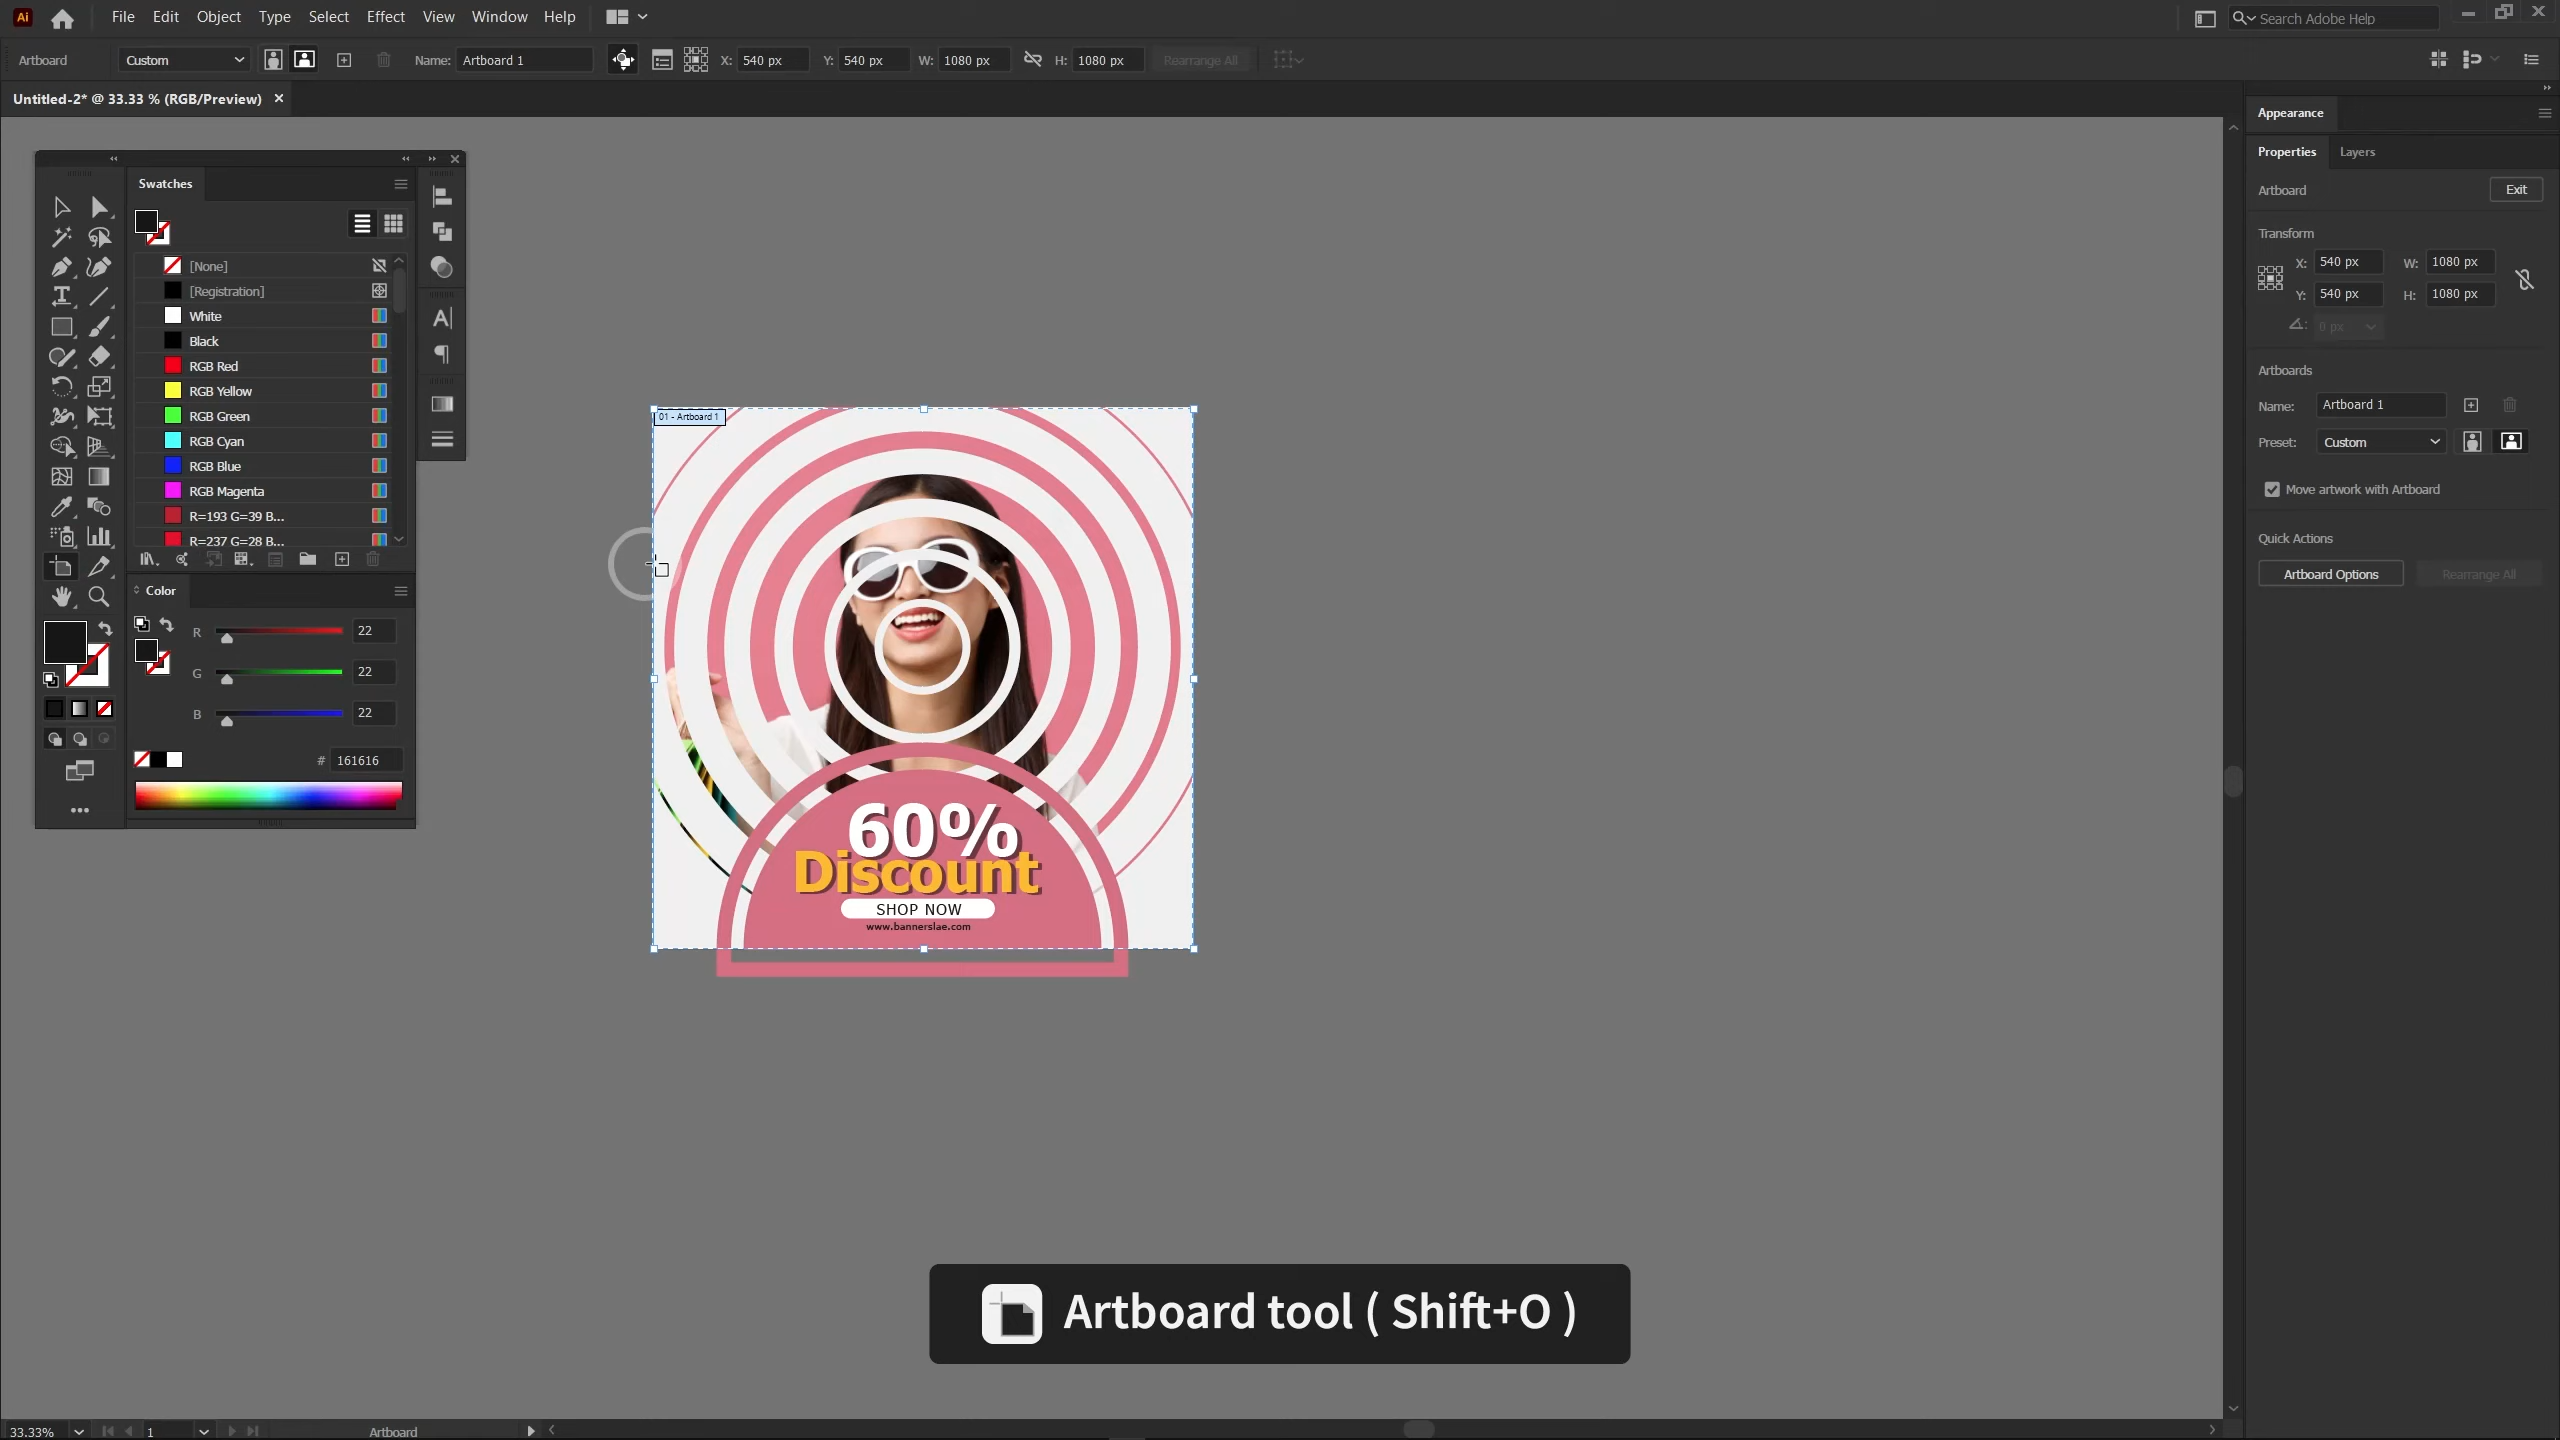 Ai File Edit Object Type Select Effect View Window Help Search Adobe Help
Artboard Custom Name: Artboard 1 X: 540 px Y: 540 px W: 1080 px H: 1080 px Rearrange All
Untitled-2* @ 33.33 % (RGB/Preview) ×
Swatches
[None]
[Registration]
White
Black
RGB Red
RGB Yellow
RGB Green
RGB Cyan
RGB Blue
RGB Magenta
R=193 G=39 B...
R=237 G=28 B...
Color
R 22
G 22
B 22
# 161616
01 - Artboard 1
60%
Discount
SHOP NOW
www.bannerslae.com
Artboard tool ( Shift+O )
Appearance
Properties Layers
Artboard Exit
Transform
X: 540 px W: 1080 px
Y: 540 px H: 1080 px
0 px
Artboards
Name: Artboard 1
Preset: Custom
Move artwork with Artboard
Quick Actions
Artboard Options Rearrange All
33.33% 1 Artboard